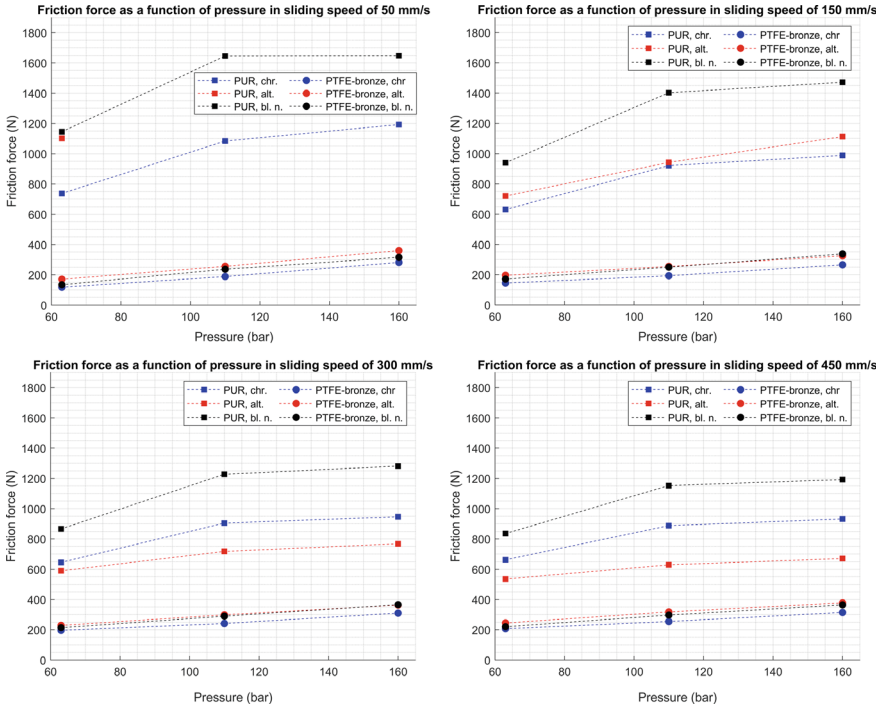 Friction force as a function of pressure in sliding speed of 50 mm/s
1800
1600
1400
1200
1000
800
600
400
200
0
Friction force (N)
PUR, chr. PTFE-bronze, chr
PUR, alt. PTFE-bronze, alt.
PUR, bl. n. PTFE-bronze, bl. n.
60 80 100 120 140 160
Pressure (bar)
Friction force as a function of pressure in sliding speed of 150 mm/s
1800
1600
1400
1200
1000
800
600
400
200
0
Friction force (N)
PUR, chr. PTFE-bronze, chr
PUR, alt. PTFE-bronze, alt.
PUR, bl. n. PTFE-bronze, bl. n.
60 80 100 120 140 160
Pressure (bar)
Friction force as a function of pressure in sliding speed of 300 mm/s
1800
1600
1400
1200
1000
800
600
400
200
0
Friction force (N)
PUR, chr. PTFE-bronze, chr
PUR, alt. PTFE-bronze, alt.
PUR, bl. n. PTFE-bronze, bl. n.
60 80 100 120 140 160
Pressure (bar)
Friction force as a function of pressure in sliding speed of 450 mm/s
1800
1600
1400
1200
1000
800
600
400
200
0
Friction force (N)
PUR, chr. PTFE-bronze, chr
PUR, alt. PTFE-bronze, alt.
PUR, bl. n. PTFE-bronze, bl. n.
60 80 100 120 140 160
Pressure (bar)